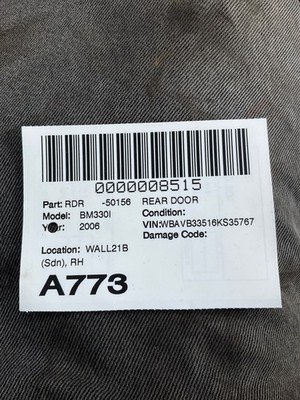 0000008515
Part: RDR -50156 REAR DOOR
Model: BM330I Condition:
Year: 2006 VIN:WBAVB33516KS35767
Location: WALL21B Damage Code:
(Sdn), RH
A773